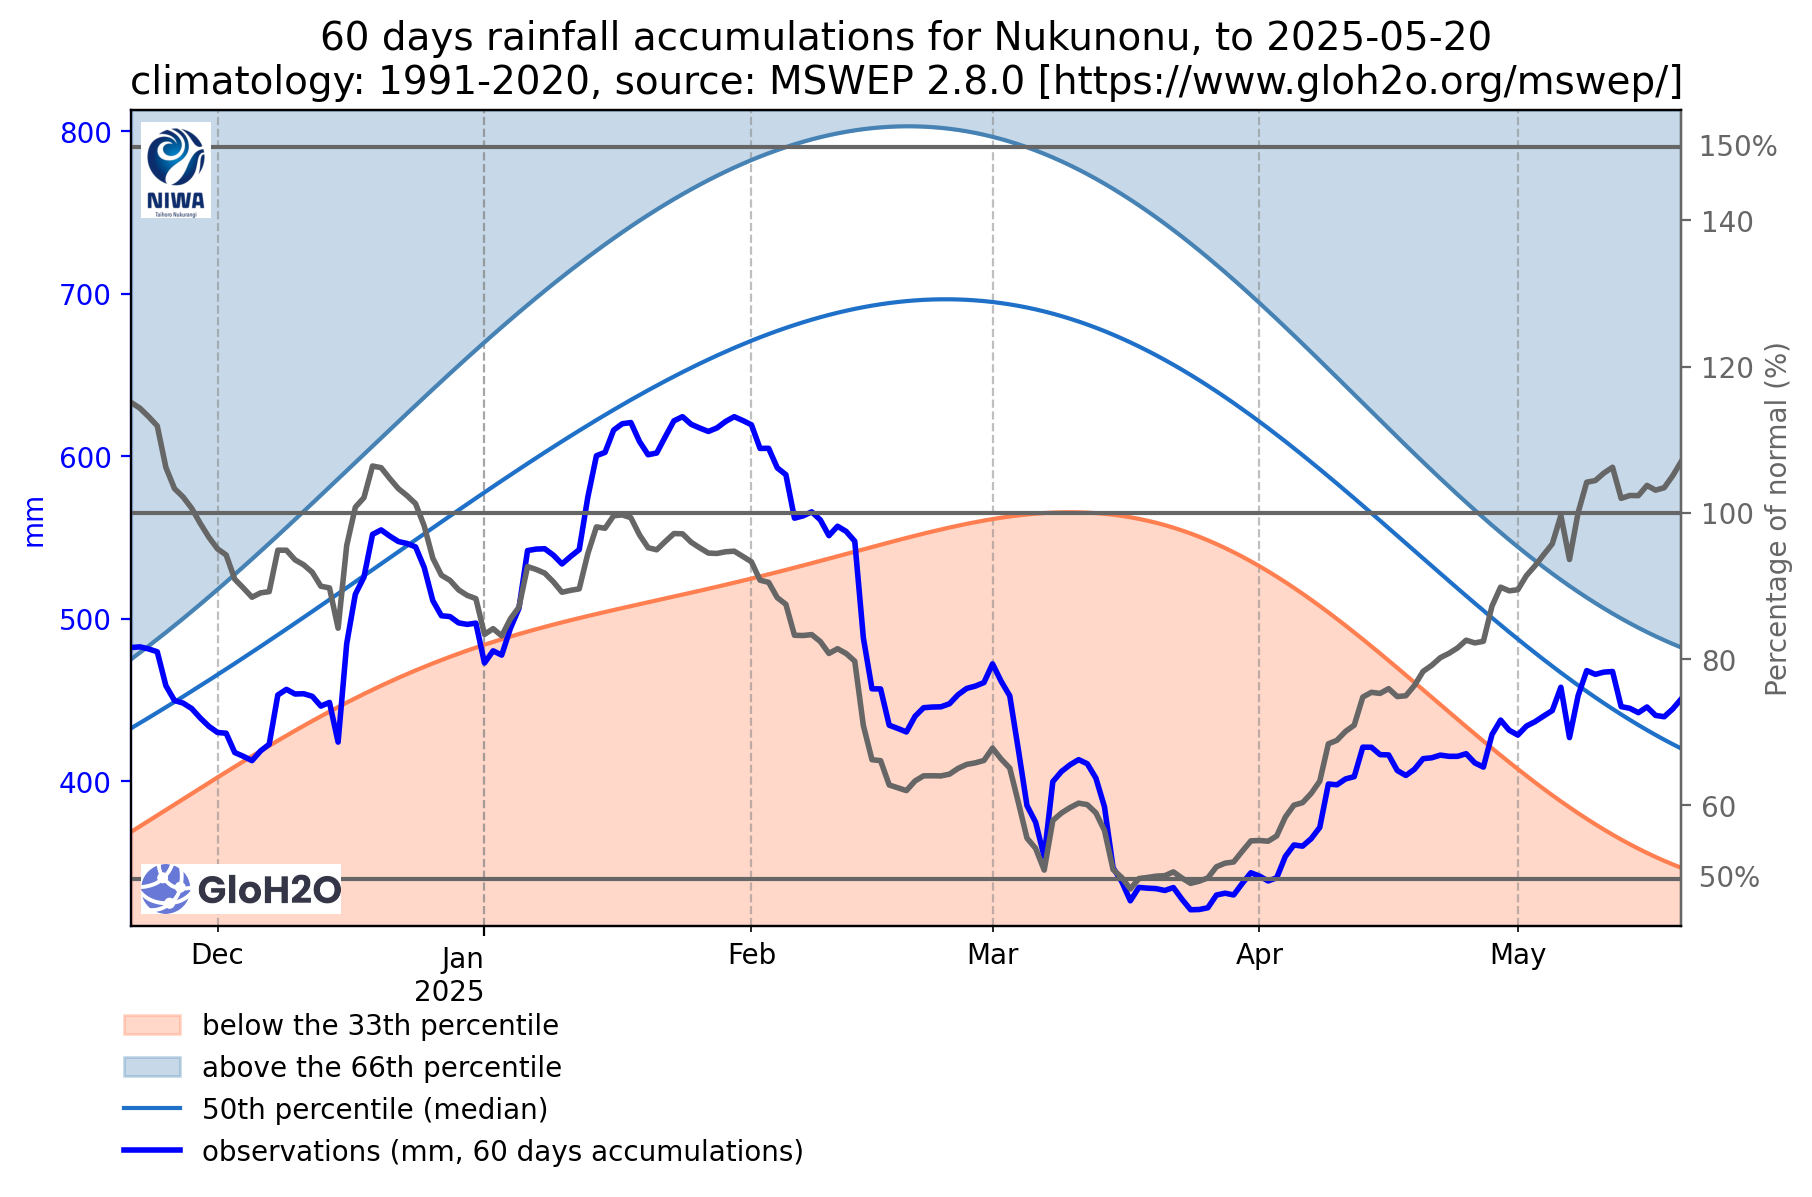 60 days rainfall accumulations for Nukunonu, to 2025-05-20
climatology: 1991-2020, source: MSWEP 2.8.0 [https://www.gloh2o.org/mswep/]
800
700
600
500
400
mm
NIWA
Taihoro Nukurangi
GloH2O
150%
140
120
100
80
60
50%
Percentage of normal (%)
Dec
Jan
2025
Feb
Mar
Apr
May
below the 33th percentile
above the 66th percentile
50th percentile (median)
observations (mm, 60 days accumulations)